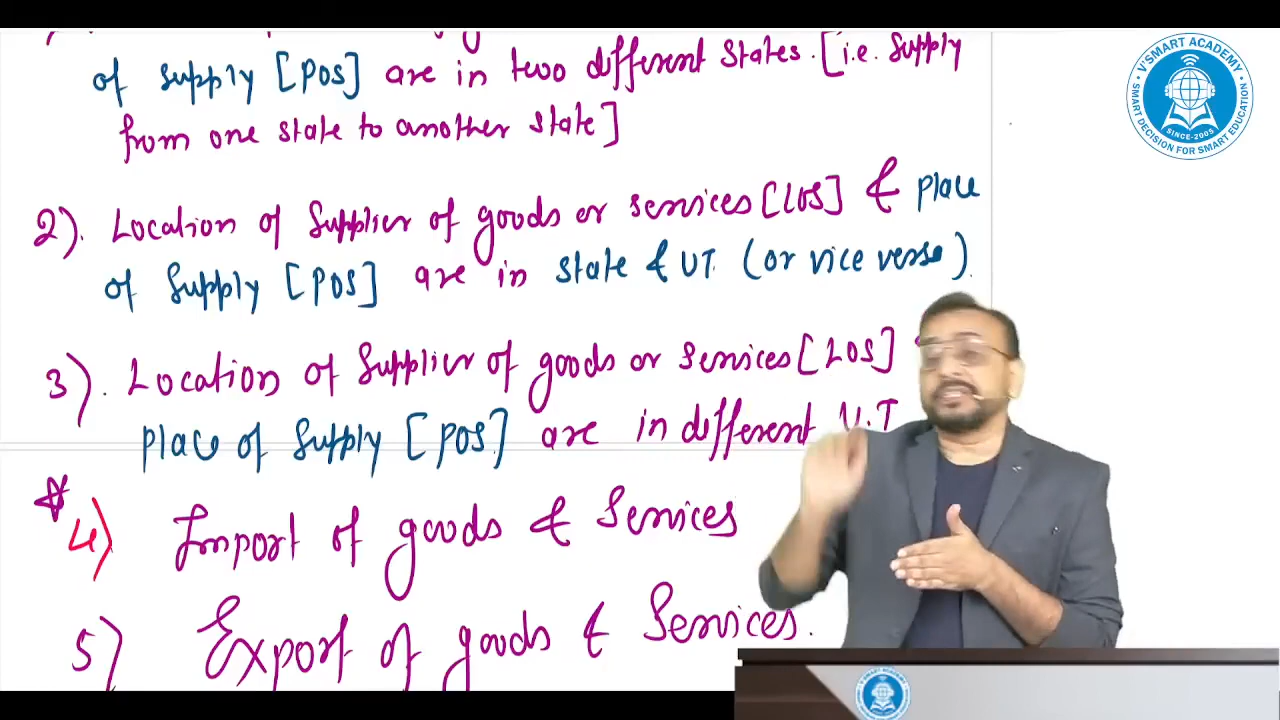 of supply [POS] are in two different States. [i.e. Supply
from one state to another state]
2). Location of Supplier of goods or services [LOS] & place
of supply [POS] are in state & UT. (or vice verse).
3). Location of Supplier of goods or services [LOS]
place of supply [POS] are in different U.T
4) Import of goods & Services
5) Export of goods & Services.
V'SMART ACADEMY
SINCE-2005
SMART DECISION FOR SMART EDUCATION